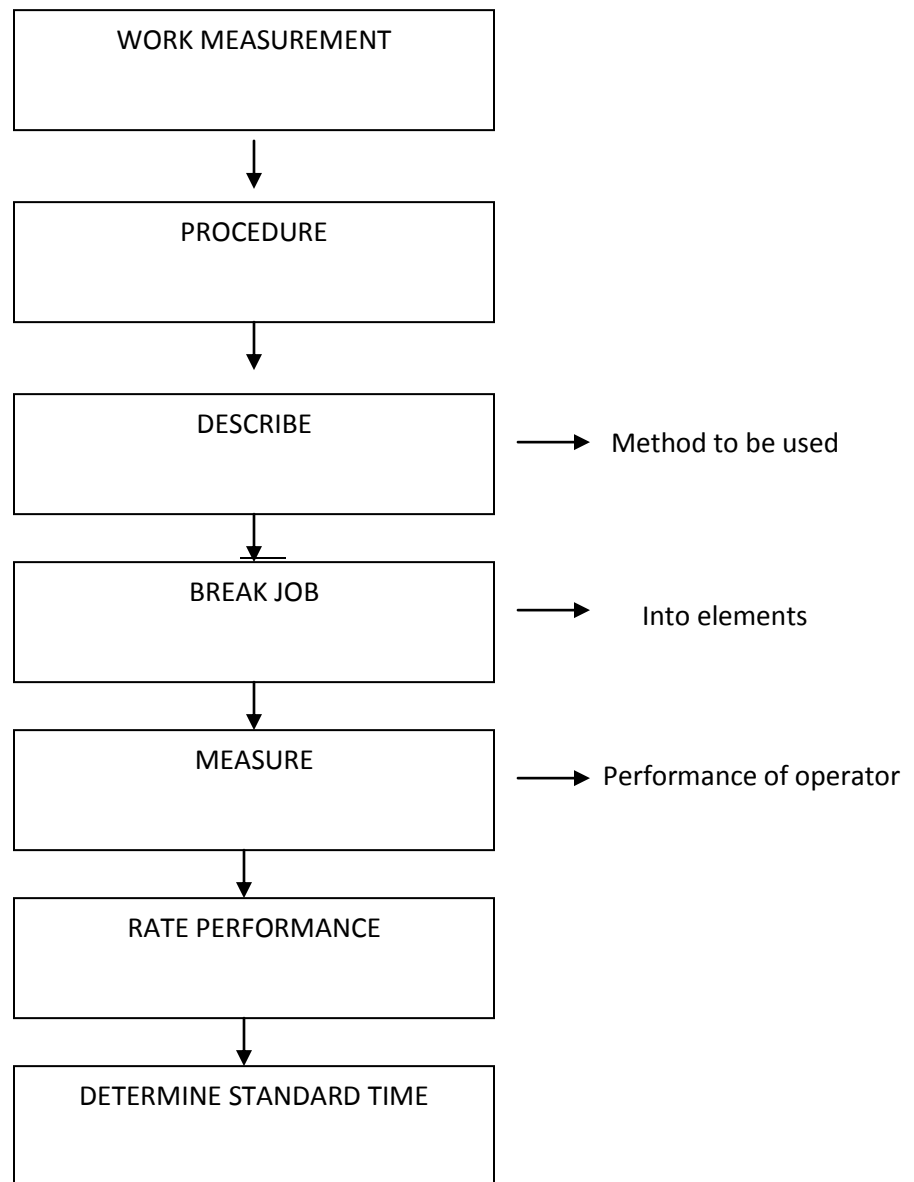 WORK MEASUREMENT
PROCEDURE
DESCRIBE
Method to be used
BREAK JOB
Into elements
MEASURE
Performance of operator
RATE PERFORMANCE
DETERMINE STANDARD TIME